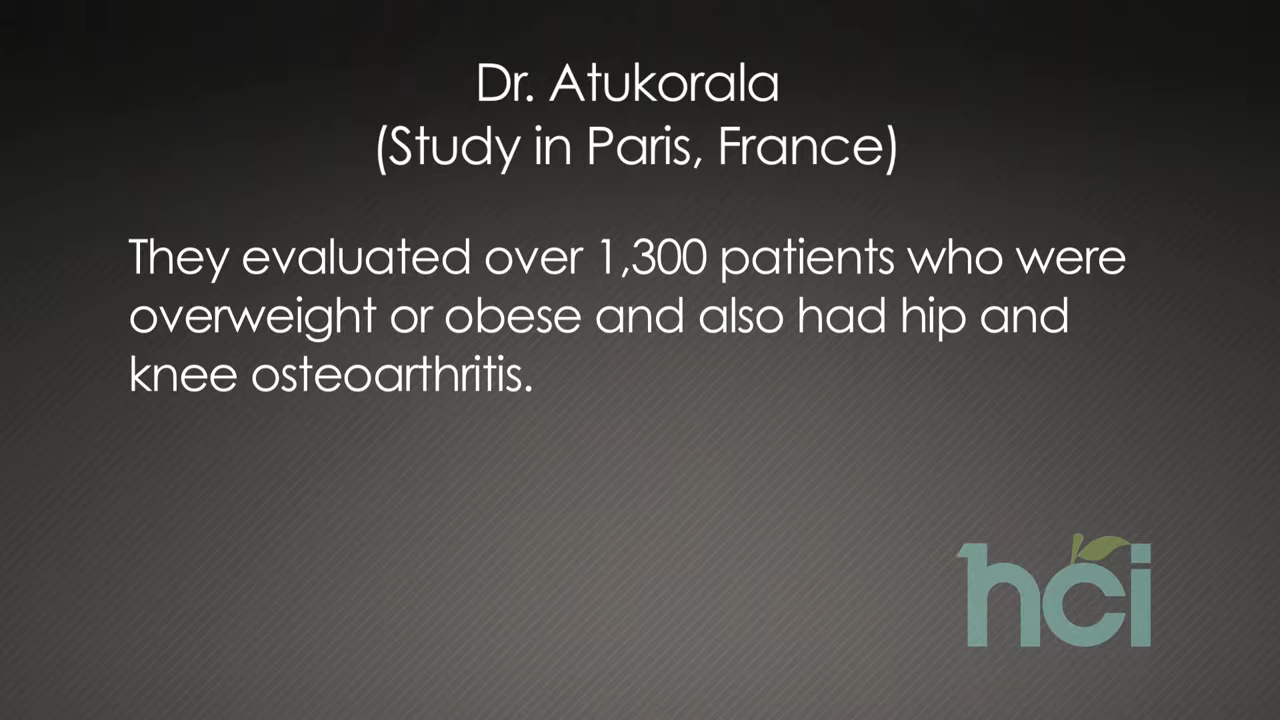 Dr. Atukorala
(Study in Paris, France)
They evaluated over 1,300 patients who were
overweight or obese and also had hip and
knee osteoarthritis.
hci